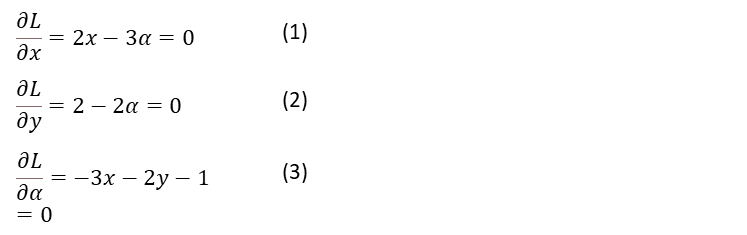 ∂L/∂x = 2x − 3α = 0 (1)
∂L/∂y = 2 − 2α = 0 (2)
∂L/∂α = −3x − 2y − 1 (3)
= 0